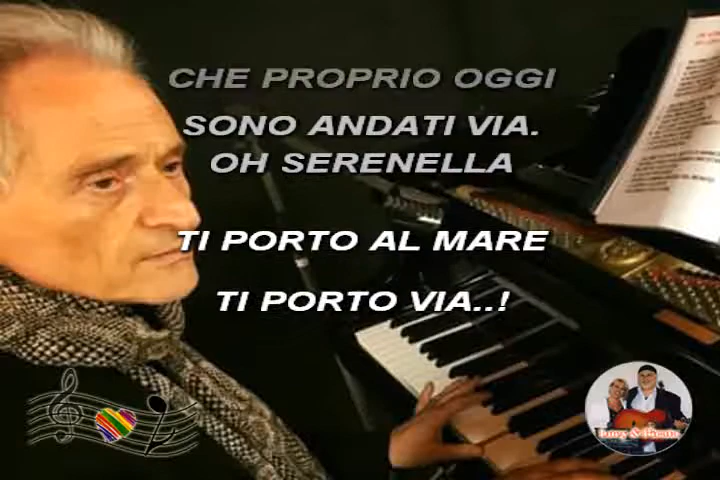 CHE PROPRIO OGGI
SONO ANDATI VIA.
OH SERENELLA
TI PORTO AL MARE
TI PORTO VIA..!